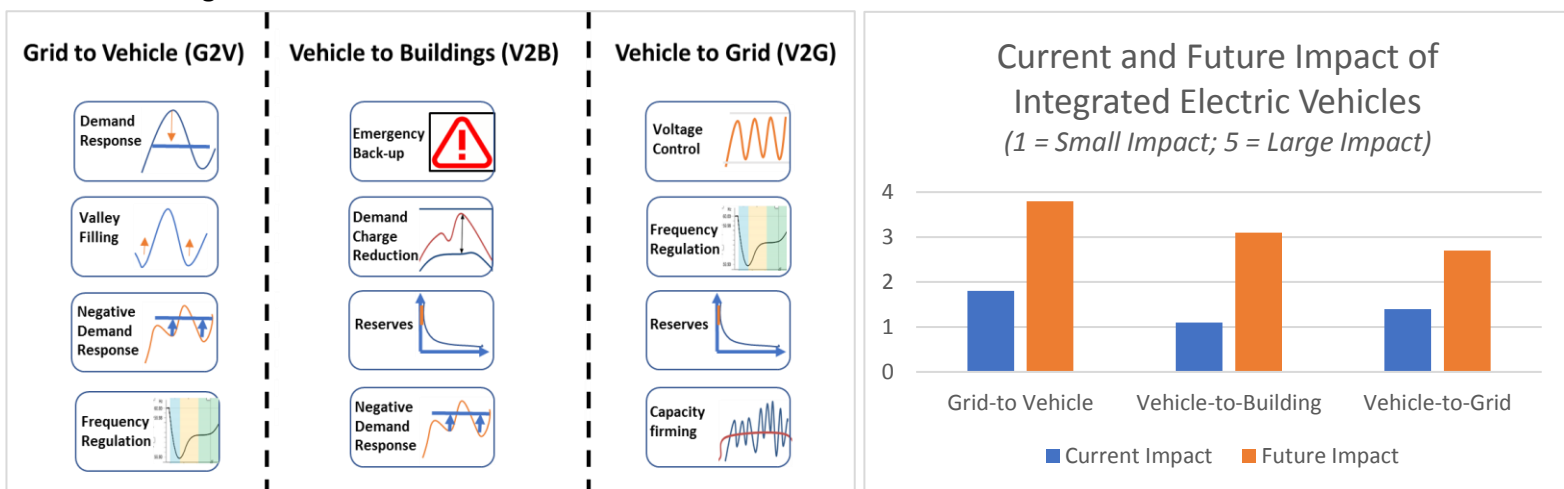 Grid to Vehicle (G2V)
Demand
Response
Valley
Filling
Negative
Demand
Response
Frequency
Regulation
Vehicle to Buildings (V2B)
Emergency
Back-up
Demand
Charge
Reduction
Reserves
Negative
Demand
Response
Vehicle to Grid (V2G)
Voltage
Control
Frequency
Regulation
Reserves
Capacity
firming
Current and Future Impact of
Integrated Electric Vehicles
(1 = Small Impact; 5 = Large Impact)
4
3
2
1
0
Grid-to Vehicle
Vehicle-to-Building
Vehicle-to-Grid
Current Impact
Future Impact